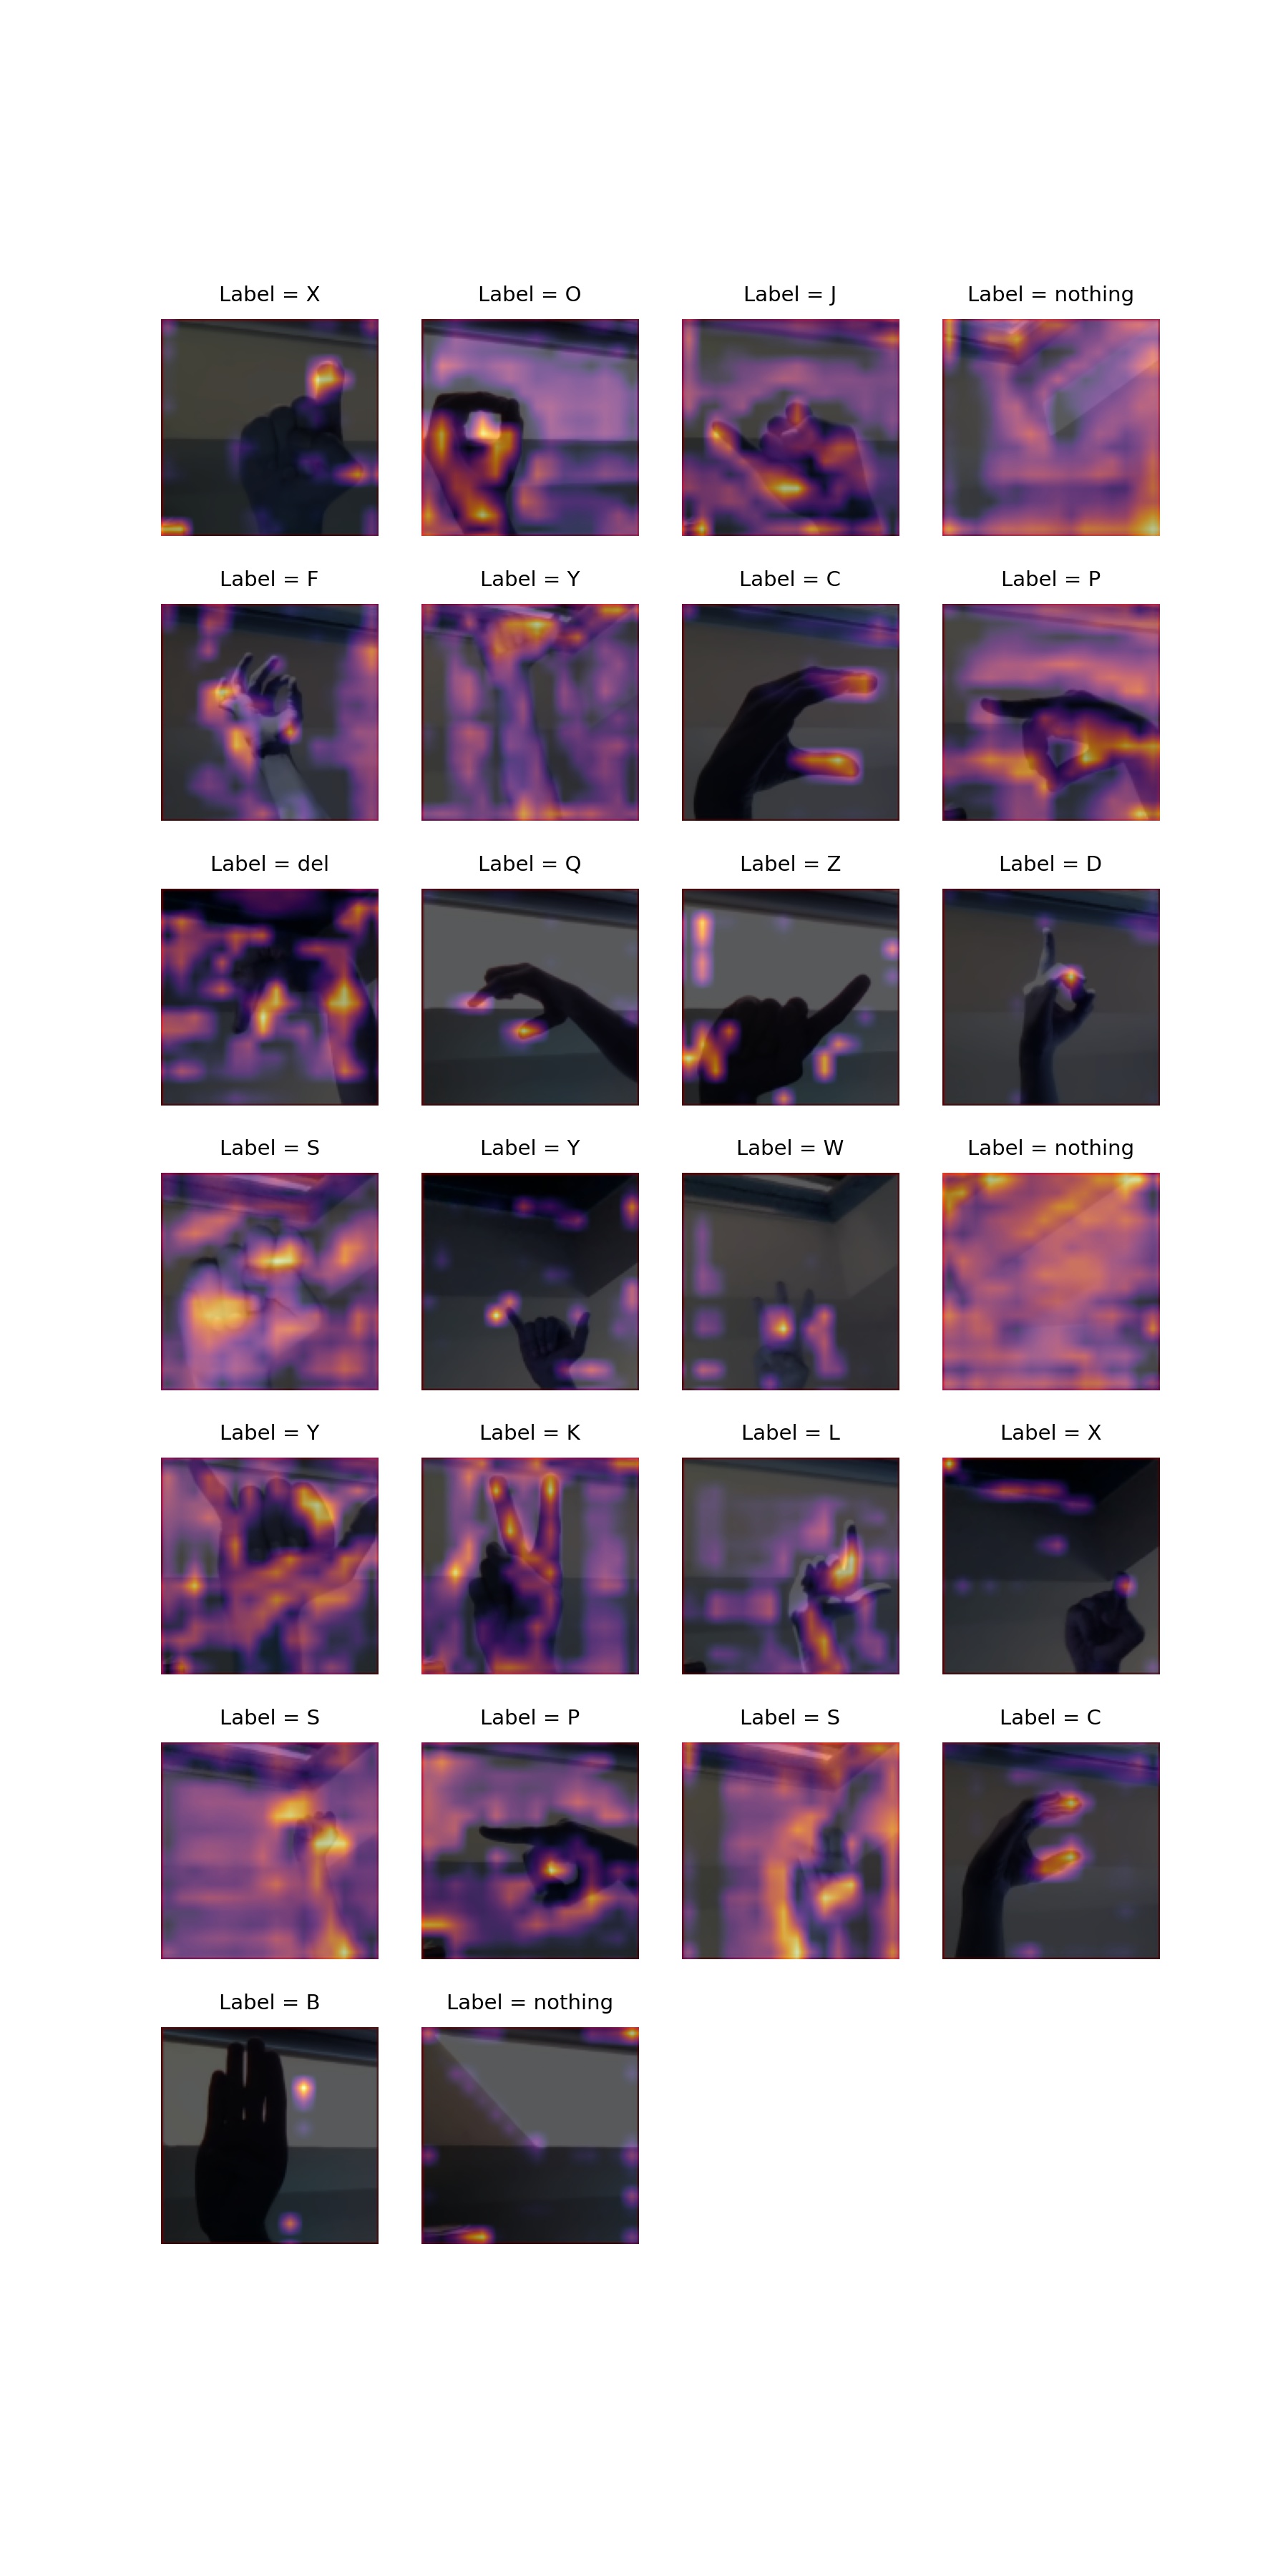 Label = X
Label = O
Label = J
Label = nothing
Label = F
Label = Y
Label = C
Label = P
Label = del
Label = Q
Label = Z
Label = D
Label = S
Label = Y
Label = W
Label = nothing
Label = Y
Label = K
Label = L
Label = X
Label = S
Label = P
Label = S
Label = C
Label = B
Label = nothing